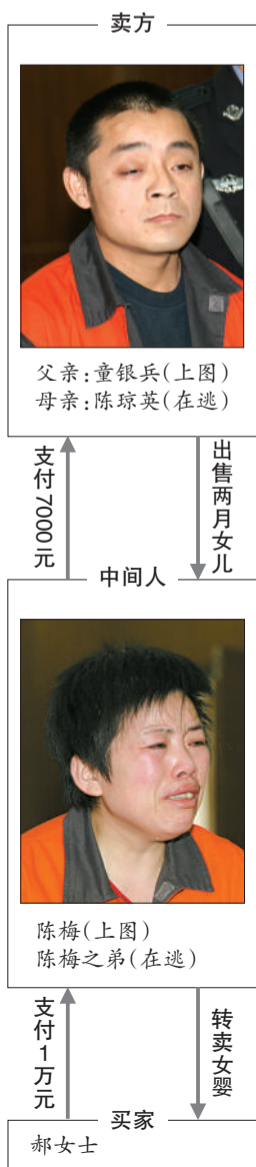 卖方
父亲:童银兵(上图)
母亲:陈琼英(在逃)
支付7000元
出售两月女儿
中间人
陈梅(上图)
陈梅之弟(在逃)
支付1万元
转卖女婴
买家
郝女士